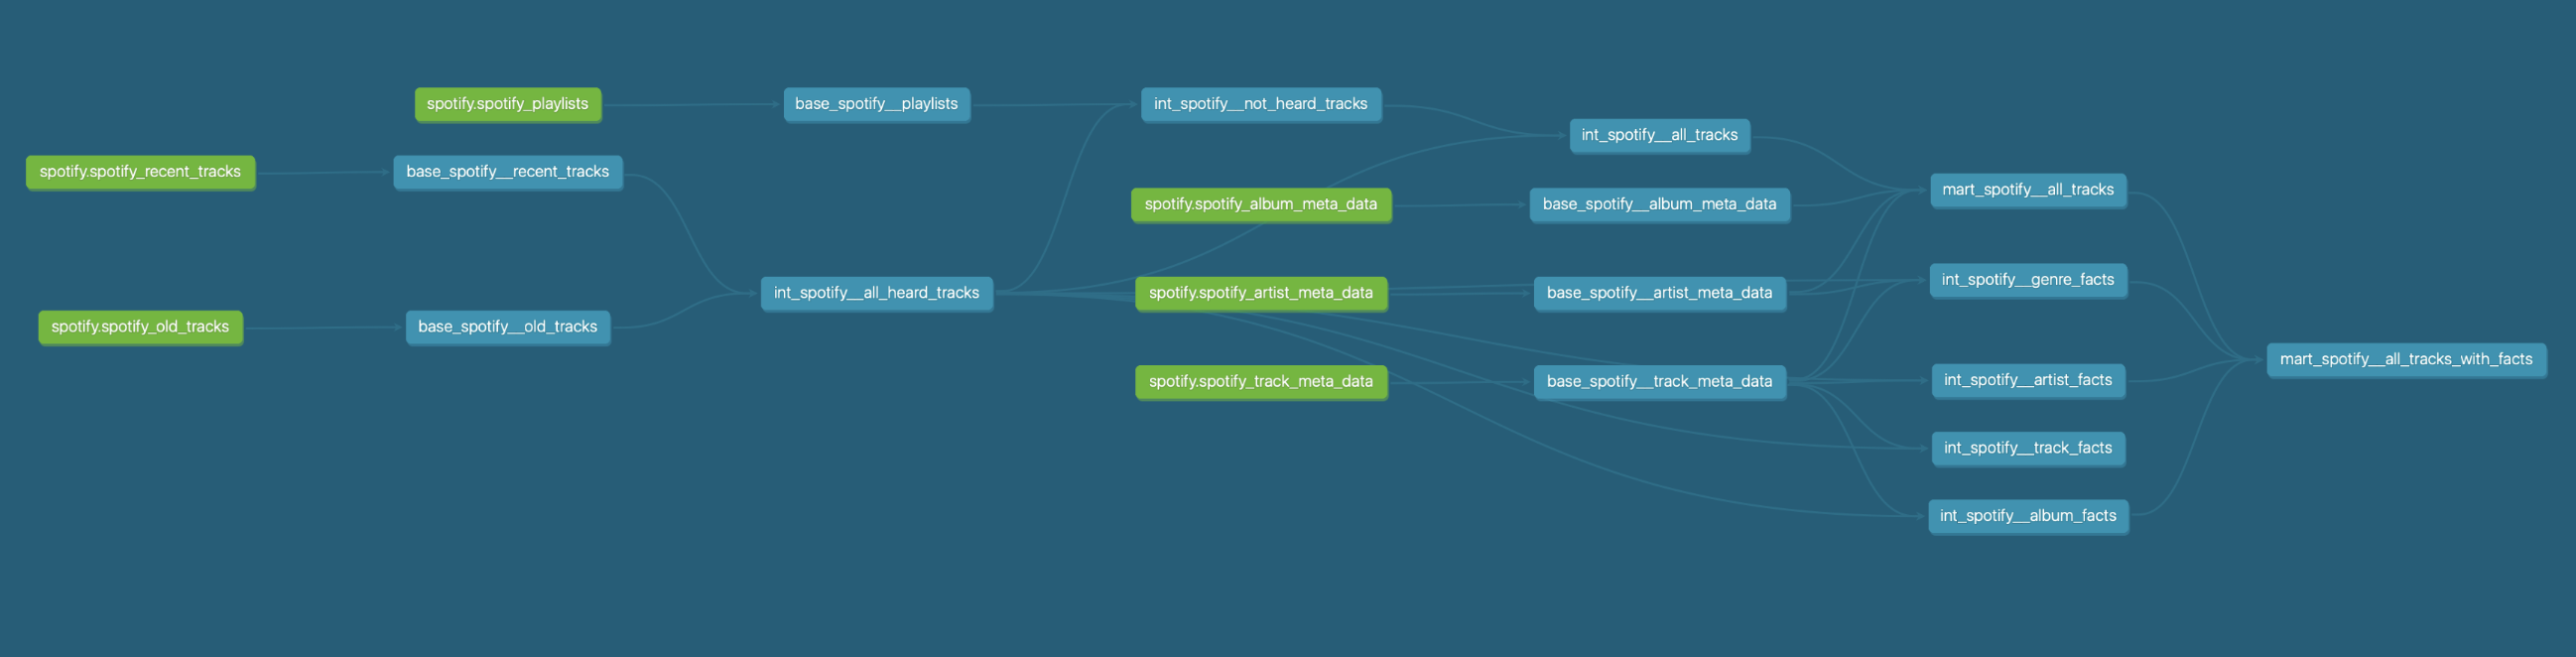 spotify.spotify_playlists
base_spotify__playlists
int_spotify__not_heard_tracks
int_spotify__all_tracks
spotify.spotify_recent_tracks
base_spotify__recent_tracks
mart_spotify__all_tracks
spotify.spotify_album_meta_data
base_spotify__album_meta_data
int_spotify__all_heard_tracks
spotify.spotify_artist_meta_data
base_spotify__artist_meta_data
int_spotify__genre_facts
spotify.spotify_old_tracks
base_spotify__old_tracks
mart_spotify__all_tracks_with_facts
spotify.spotify_track_meta_data
base_spotify__track_meta_data
int_spotify__artist_facts
int_spotify__track_facts
int_spotify__album_facts